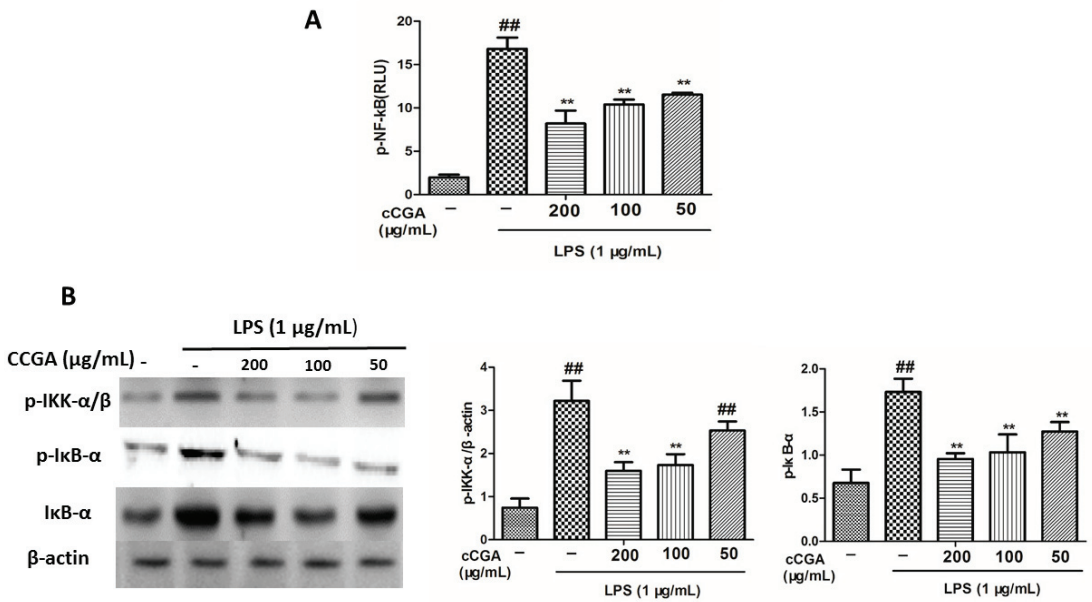 A
p-NF-kB(RLU)
20
15
10
5
0
##
**
**
**
cCGA
(µg/mL)
–
–
200
100
50
LPS (1 µg/mL)
B
LPS (1 µg/mL)
CCGA (µg/mL)
-
-
200
100
50
p-IKK-α/β
p-IκB-α
IκB-α
β-actin
p-IKK-α /β -actin
4
3
2
1
0
##
**
**
##
cCGA
(µg/mL)
–
–
200
100
50
LPS (1 µg/mL)
p-Iκ B-α
2.0
1.5
1.0
0.5
0.0
##
**
**
**
cCGA
(µg/mL)
–
–
200
100
50
LPS (1 µg/mL)